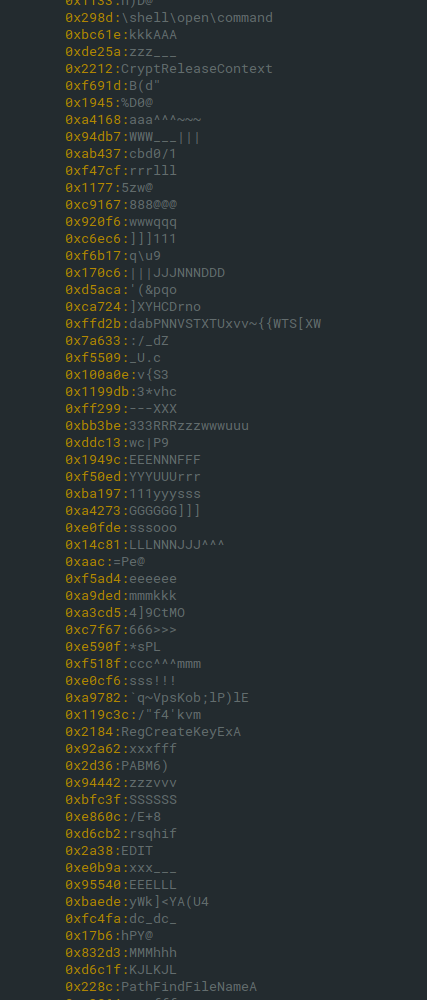 0x298d:\shell\open\command
0xbc61e:kkkAAA
0xde25a:zzz___
0x2212:CryptReleaseContext
0xf691d:B(d"
0x1945:%D0@
0xa4168:aaa^^^~~~
0x94db7:WWW___|||
0xab437:cbd0/1
0xf47cf:rrrlll
0x1177:5zw@
0xc9167:888@@@
0x920f6:wwwqqq
0xc6ec6:]]]111
0xf6b17:q\u9
0x170c6:|||JJJNNNDDD
0xd5aca:'(&pqo
0xca724:]XYHCDrno
0xffd2b:dabPNNVSTXTUxvv~{{WTS[XW
0x7a633::/_dZ
0xf5509:_U.c
0x100a0e:v{S3
0x1199db:3*vhc
0xff299:---XXX
0xbb3be:333RRRzzzwwwuuu
0xddc13:wc|P9
0x1949c:EEENNNFFF
0xf50ed:YYYUUUrrr
0xba197:111yyysss
0xa4273:GGGGGG]]]
0xe0fde:sssooo
0x14c81:LLLNNNJJJ^^^
0xaac:=Pe@
0xf5ad4:eeeeee
0xa9ded:mmmkkk
0xa3cd5:4]9CtMO
0xc7f67:666>>>
0xe590f:*sPL
0xf518f:ccc^^^mmm
0xe0cf6:sss!!!
0xa9782:`q~VpsKob;lP)lE
0x119c3c:/"f4'kvm
0x2184:RegCreateKeyExA
0x92a62:xxxfff
0x2d36:PABM6)
0x94442:zzzvvv
0xbfc3f:SSSSSS
0xe860c:/E+8
0xd6cb2:rsqhif
0x2a38:EDIT
0xe0b9a:xxx___
0x95540:EEELLL
0xbaede:yWk]<YA(U4
0xfc4fa:dc_dc_
0x17b6:hPY@
0x832d3:MMMhhh
0xd6c1f:KJLKJL
0x228c:PathFindFileNameA